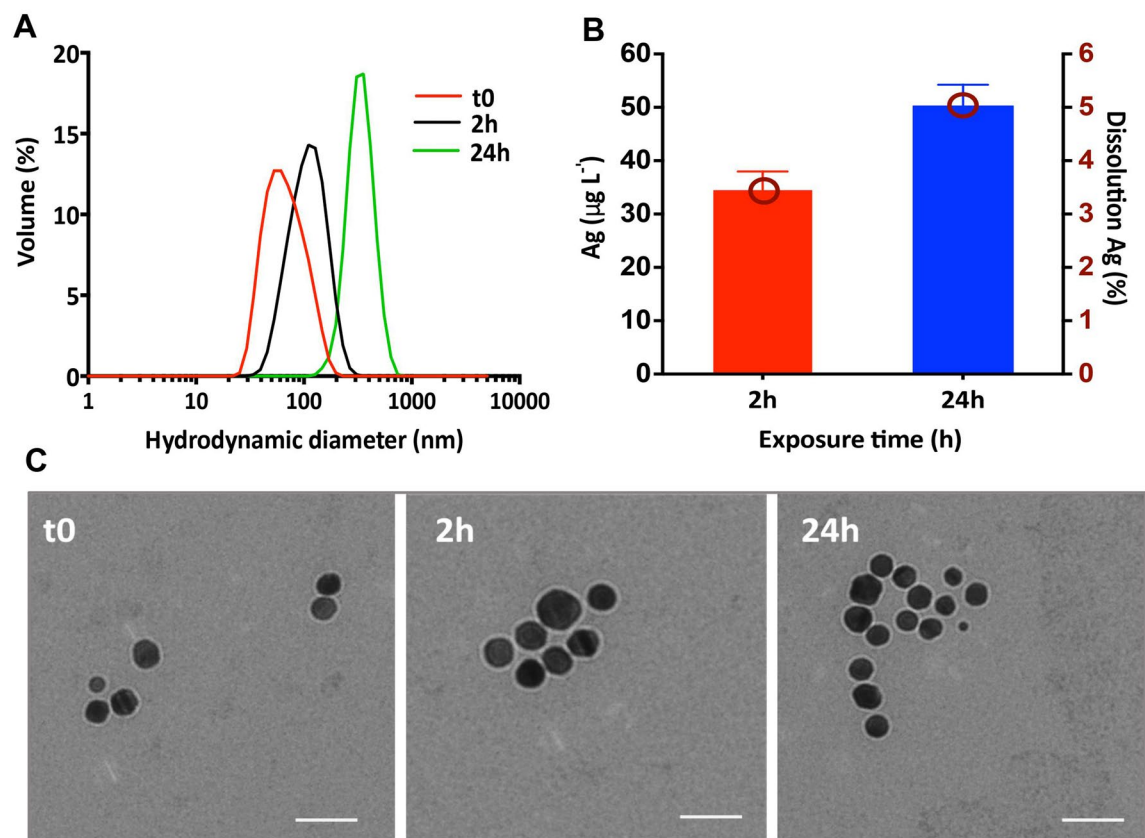 A
20
15
10
5
0
Volume (%)
t0
2h
24h
1 10 100 1000 10000
Hydrodynamic diameter (nm)
B
60
50
40
30
20
10
0
Ag (µg L⁻¹)
6
5
4
3
2
1
0
Dissolution Ag (%)
2h 24h
Exposure time (h)
C
t0
2h
24h